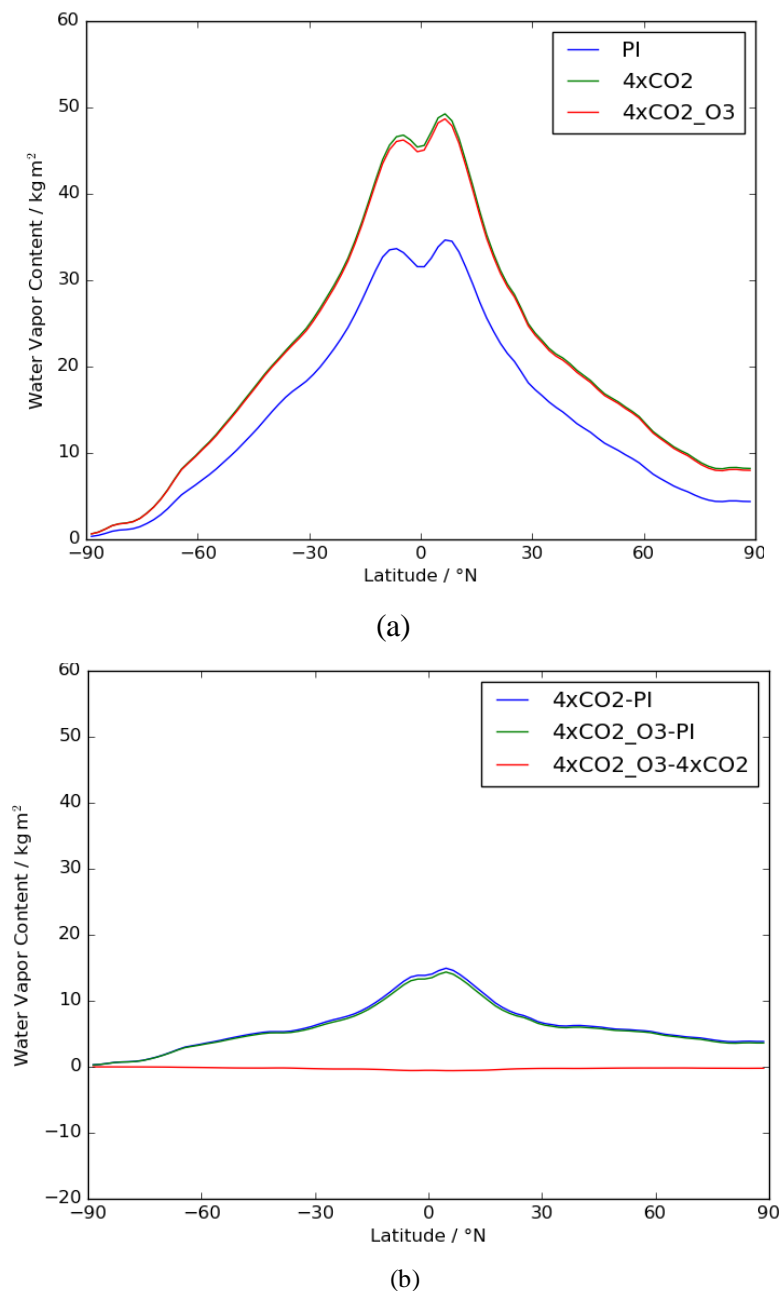 60
50
40
30
20
10
0
Water Vapor Content / kg m²
PI
4xCO2
4xCO2_O3
−90 −60 −30 0 30 60 90
Latitude / °N
(a)
60
50
40
30
20
10
0
−10
−20
Water Vapor Content / kg m²
4xCO2-PI
4xCO2_O3-PI
4xCO2_O3-4xCO2
−90 −60 −30 0 30 60 90
Latitude / °N
(b)